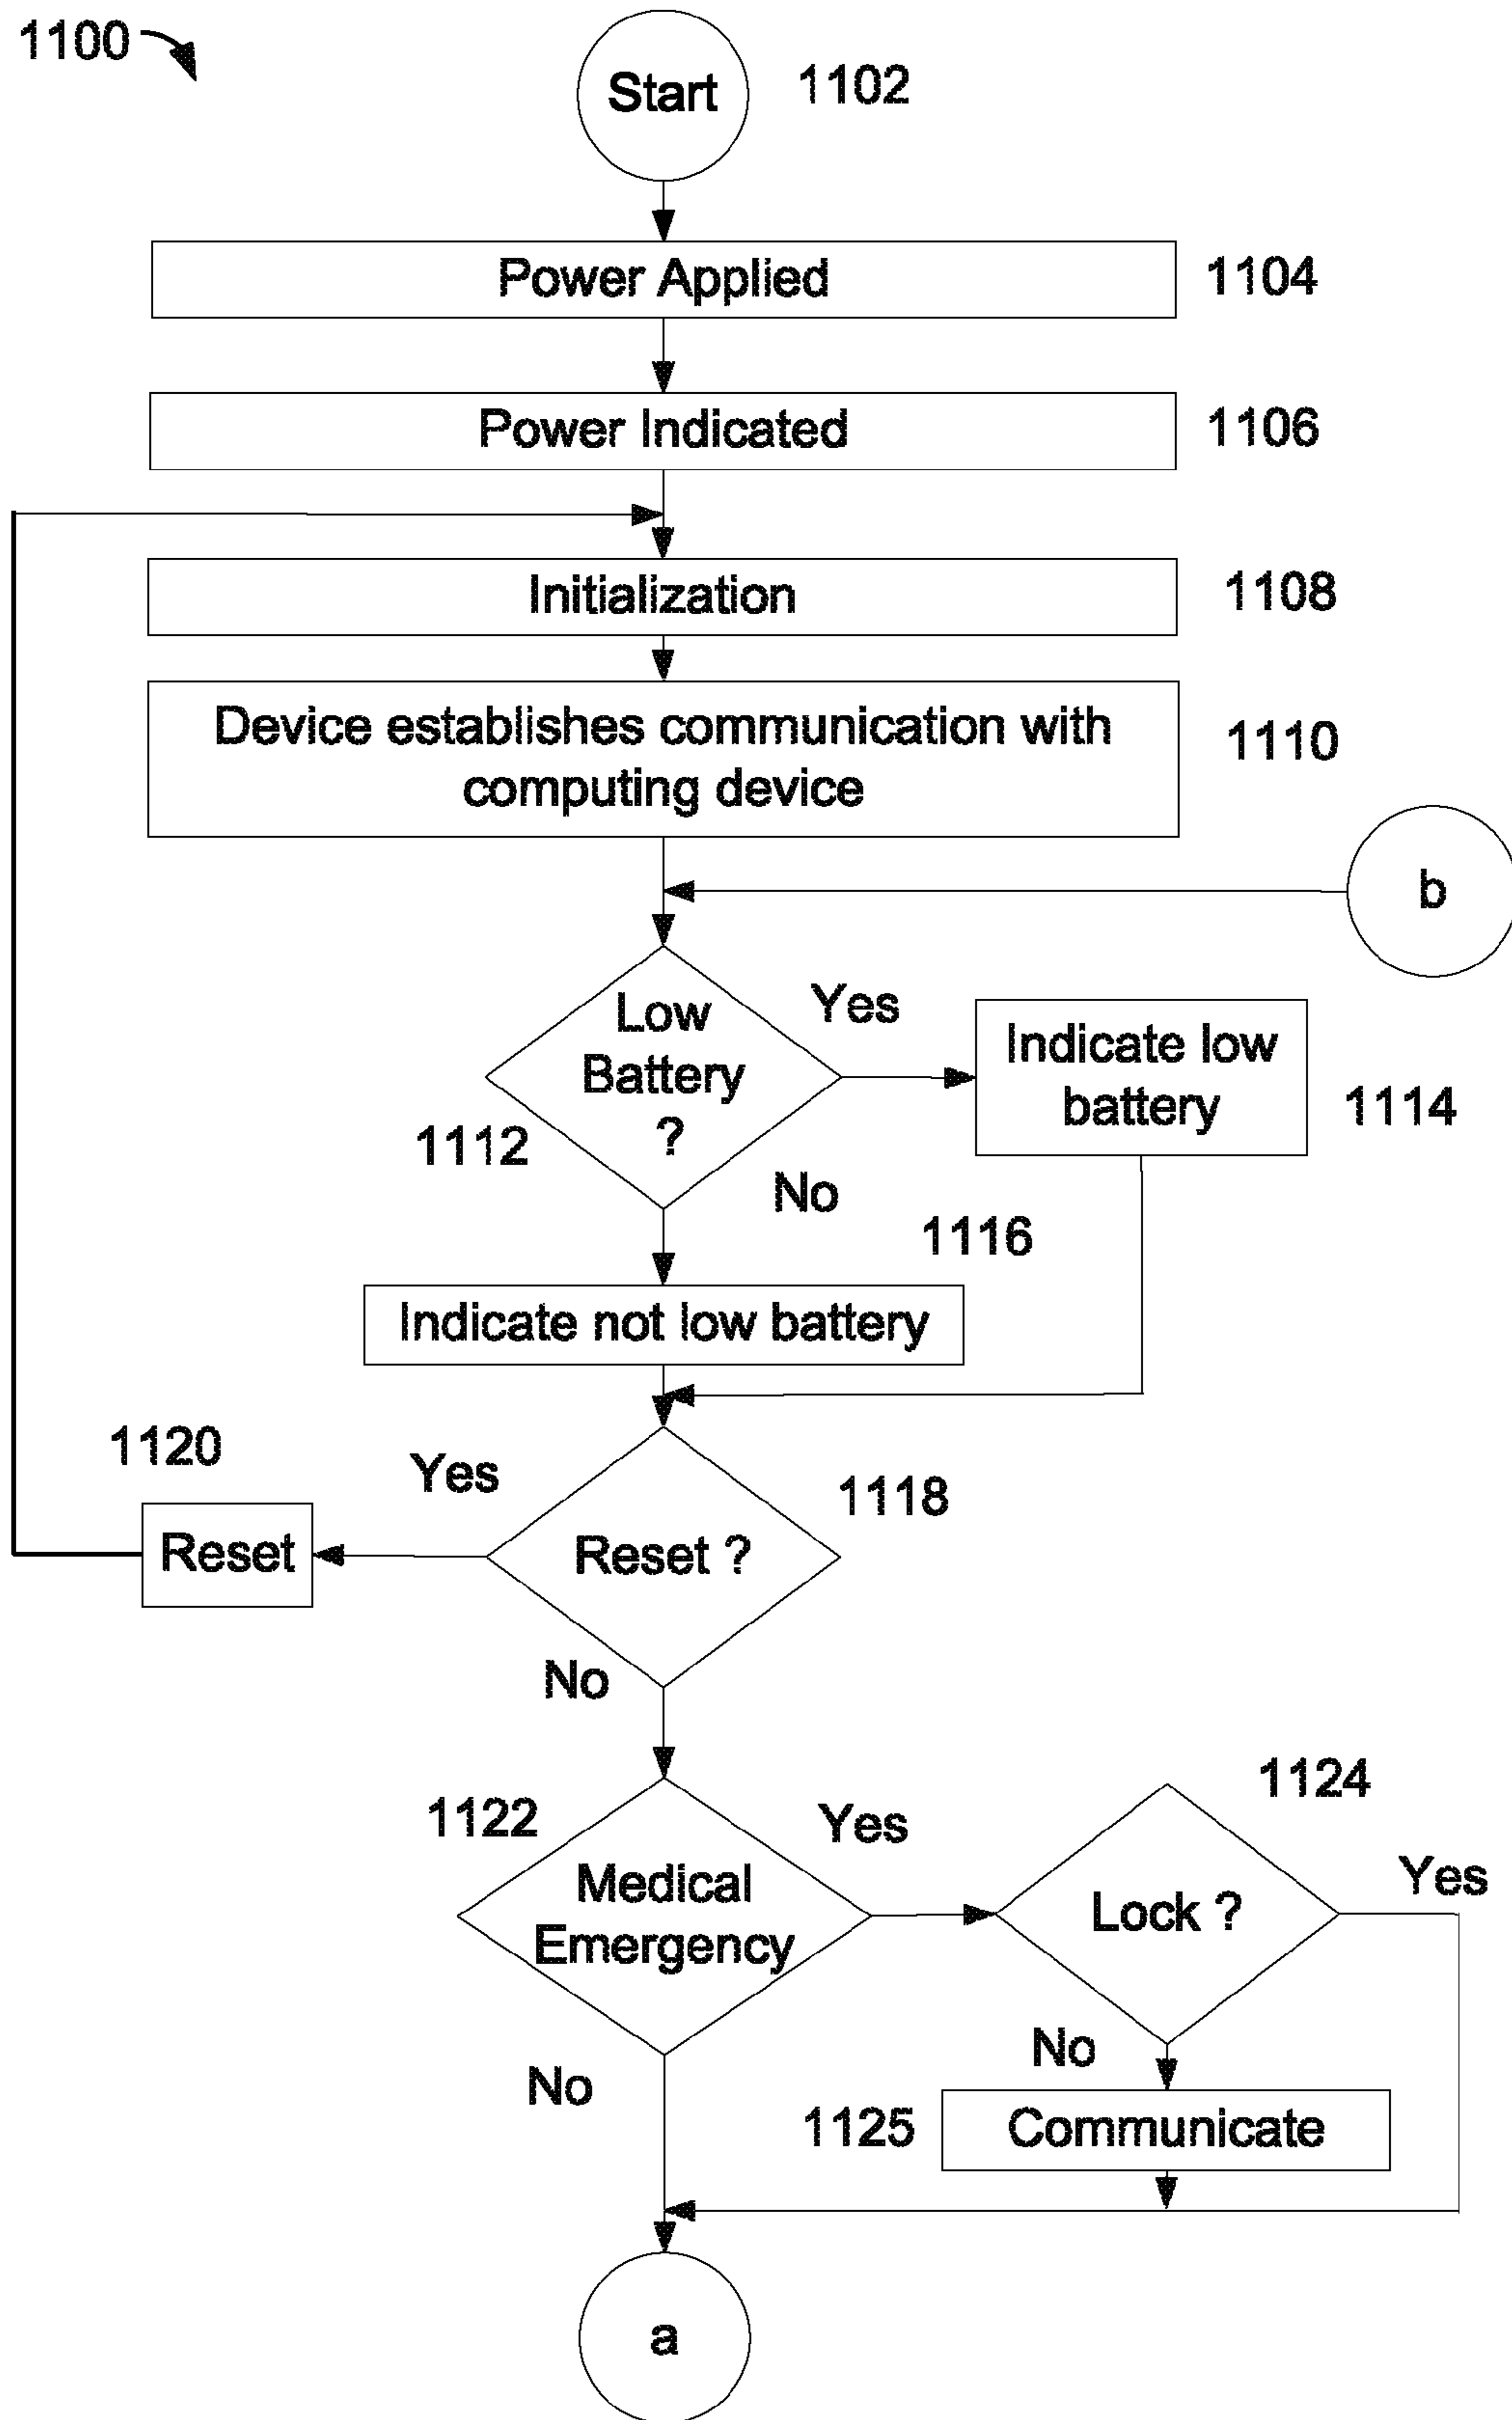 1100
Start
1102
Power Applied
1104
Power Indicated
1106
Initialization
1108
Device establishes communication with
computing device
1110
b
Low
Battery
?
1112
Yes
Indicate low
battery
1114
No
1116
Indicate not low battery
1120
Yes
1118
Reset
Reset ?
No
1122
Medical
Emergency
Yes
1124
Lock ?
Yes
No
No
1125
Communicate
a